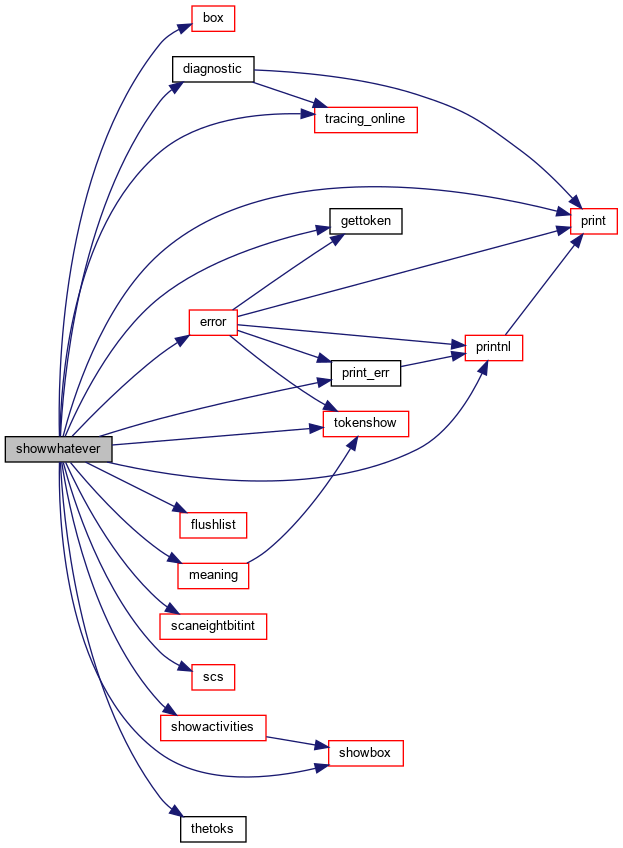 box
diagnostic
tracing_online
gettoken
print
error
printnl
print_err
tokenshow
showwhatever
flushlist
meaning
scaneightbitint
scs
showactivities
showbox
thetoks